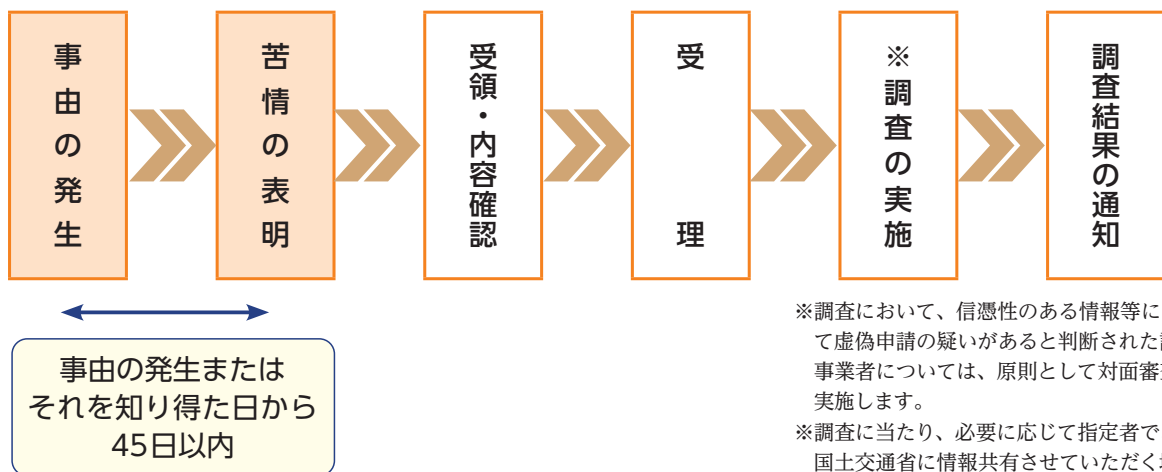 事由の発生
苦情の表明
受領・内容確認
受理
※調査の実施
調査結果の通知
事由の発生または
それを知り得た日から
45日以内
※調査において、信憑性のある情報等に
て虚偽申請の疑いがあると判断された
事業者については、原則として対面審
実施します。
※調査に当たり、必要に応じて指定者で
国土交通省に情報共有させていただく